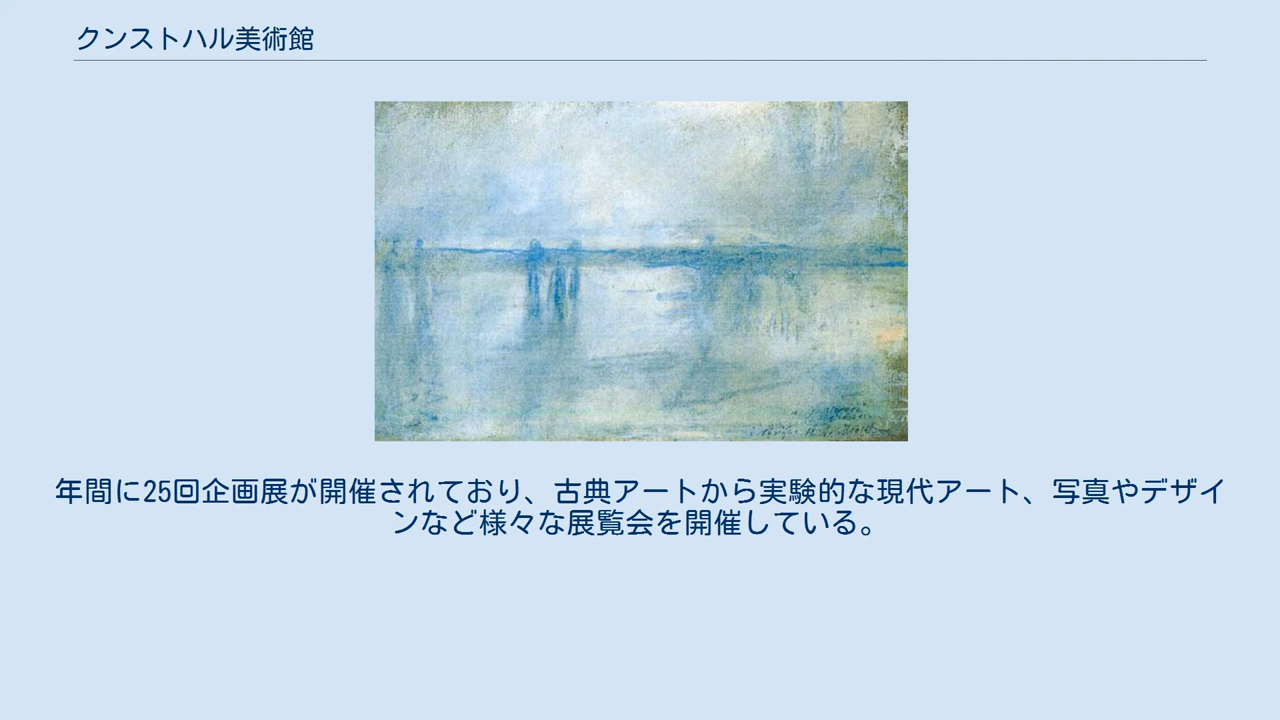 クンストハル美術館
年間に25回企画展が開催されており、古典アートから実験的な現代アート、写真やデザイ
ンなど様々な展覧会を開催している。